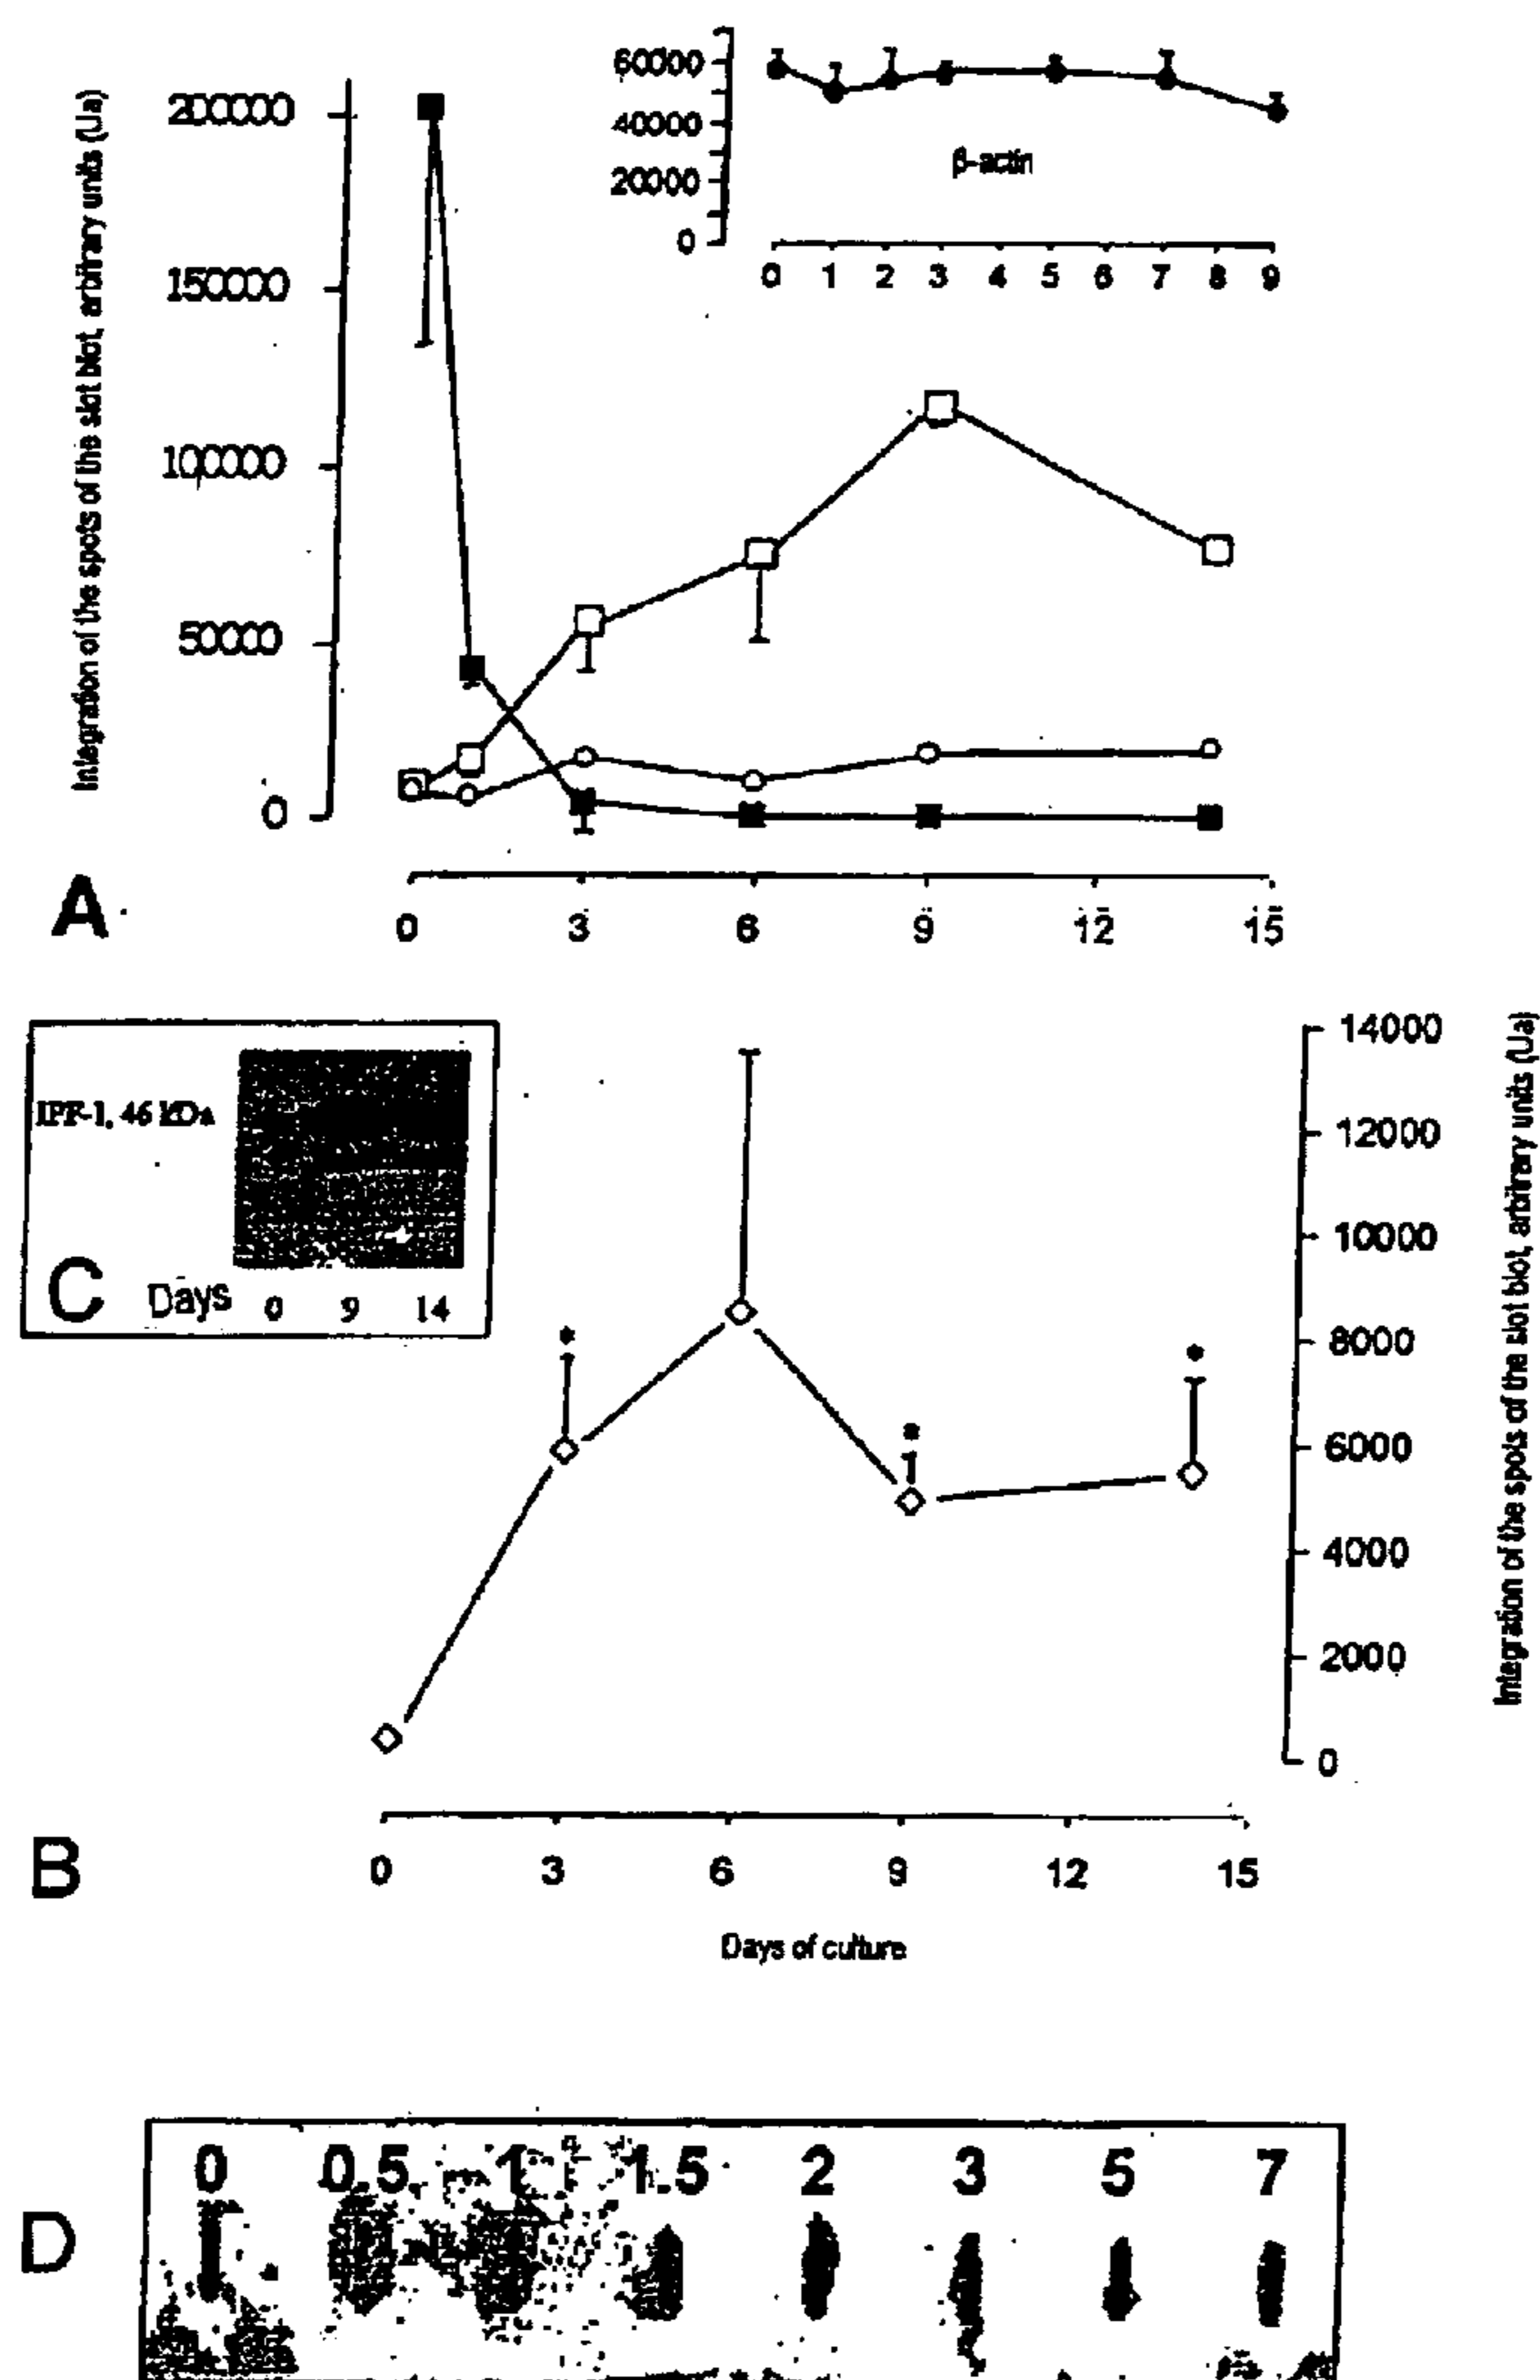 60000
40000
20000
0
β-actin
0 1 2 3 4 5 6 7 8 9
Integration of the spots of the slot blot, arbitrary units (Ua)
200000
150000
100000
50000
0
A
0 3 6 9 12 15
IPF-1, 46 kDa
C Days 0 9 14
14000
12000
10000
8000
6000
4000
2000
0
Integration of the spots of the slot blot, arbitrary units (Ua)
* * *
B
0 3 6 9 12 15
Days of culture
D
0 0.5 1 1.5 2 3 5 7